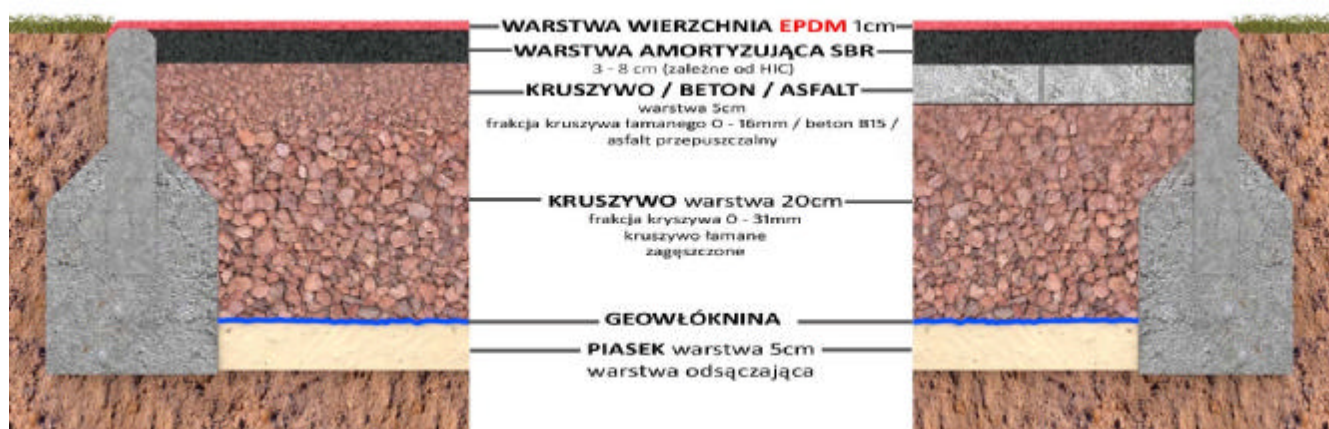 WARSTWA WIERZCHNIA EPDM 1cm
WARSTWA AMORTYZUJĄCA SBR
3 - 8 cm (zależne od HIC)
KRUSZYWO / BETON / ASFALT
warstwa 5cm
frakcja kruszywa łamanego 0 - 16mm / beton B15 /
asfalt przepuszczalny
KRUSZYWO warstwa 20cm
frakcja kryszywa 0 - 31mm
kruszywo łamane
zagęszczone
GEOWŁÓKNINA
PIASEK warstwa 5cm
warstwa odsączająca